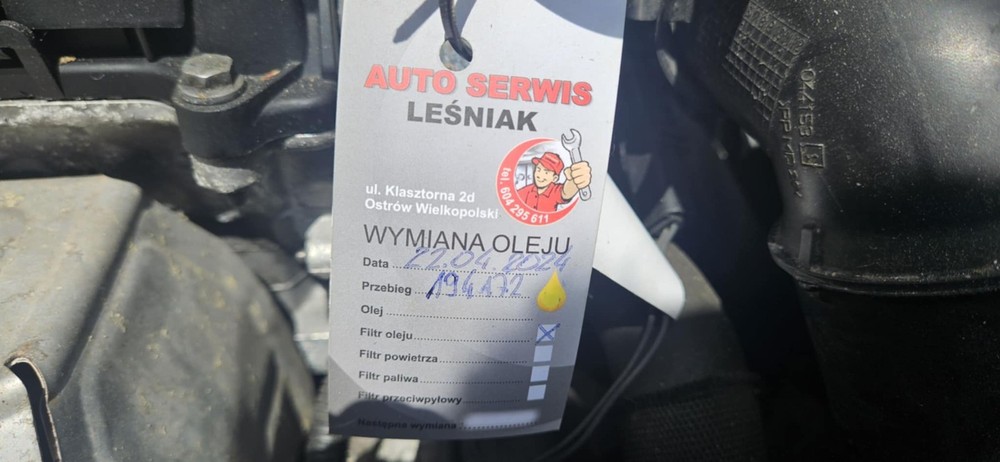 AUTO SERWIS
LEŚNIAK
tel. 604 295 611
ul. Klasztorna 2d
Ostrów Wielkopolski
WYMIANA OLEJU
Data 22.04.2024
Przebieg 194172
Olej
Filtr oleju
Filtr powietrza
Filtr paliwa
Filtr przeciwpyłowy
Następna wymiana